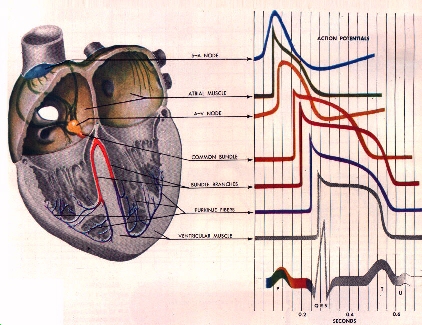 ACTION POTENTIALS
S-A NODE
ATRIAL MUSCLE
A-V NODE
COMMON BUNDLE
BUNDLE BRANCHES
PURKINJE FIBERS
VENTRICULAR MUSCLE
P
QRS
T
U
0.2
0.4
0.6
SECONDS